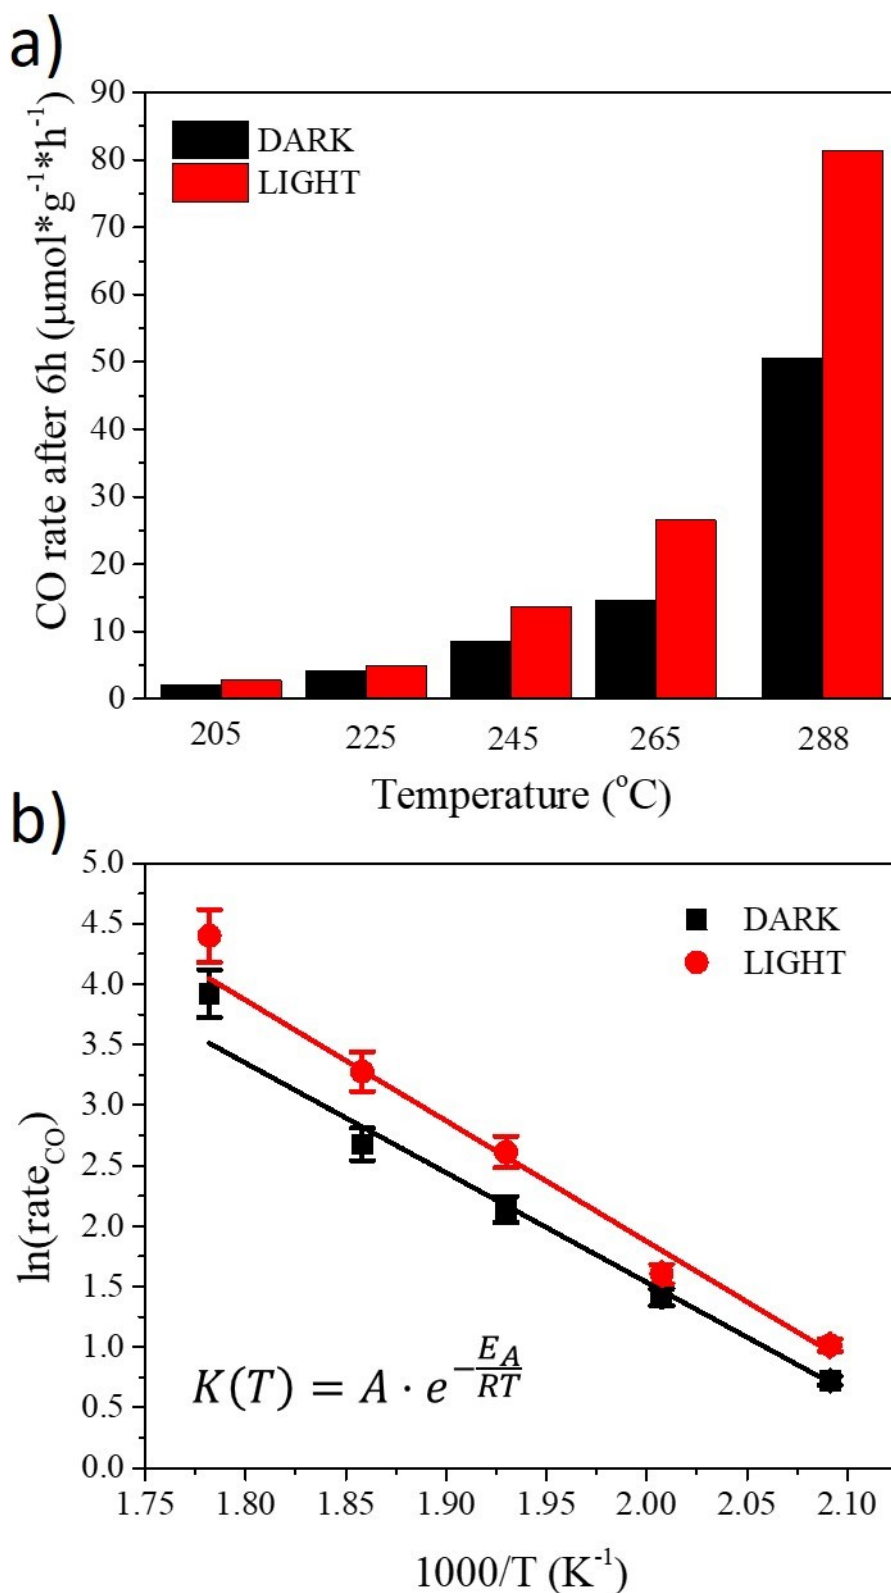 a)
CO rate after 6h (μmol*g⁻¹*h⁻¹)
90
80
70
60
50
40
30
20
10
0
DARK
LIGHT
205 225 245 265 288
Temperature (°C)
b)
ln(rate_CO)
5.0
4.5
4.0
3.5
3.0
2.5
2.0
1.5
1.0
0.5
0.0
DARK
LIGHT
K(T) = A · e^(-E_A/RT)
1.75 1.80 1.85 1.90 1.95 2.00 2.05 2.10
1000/T (K⁻¹)